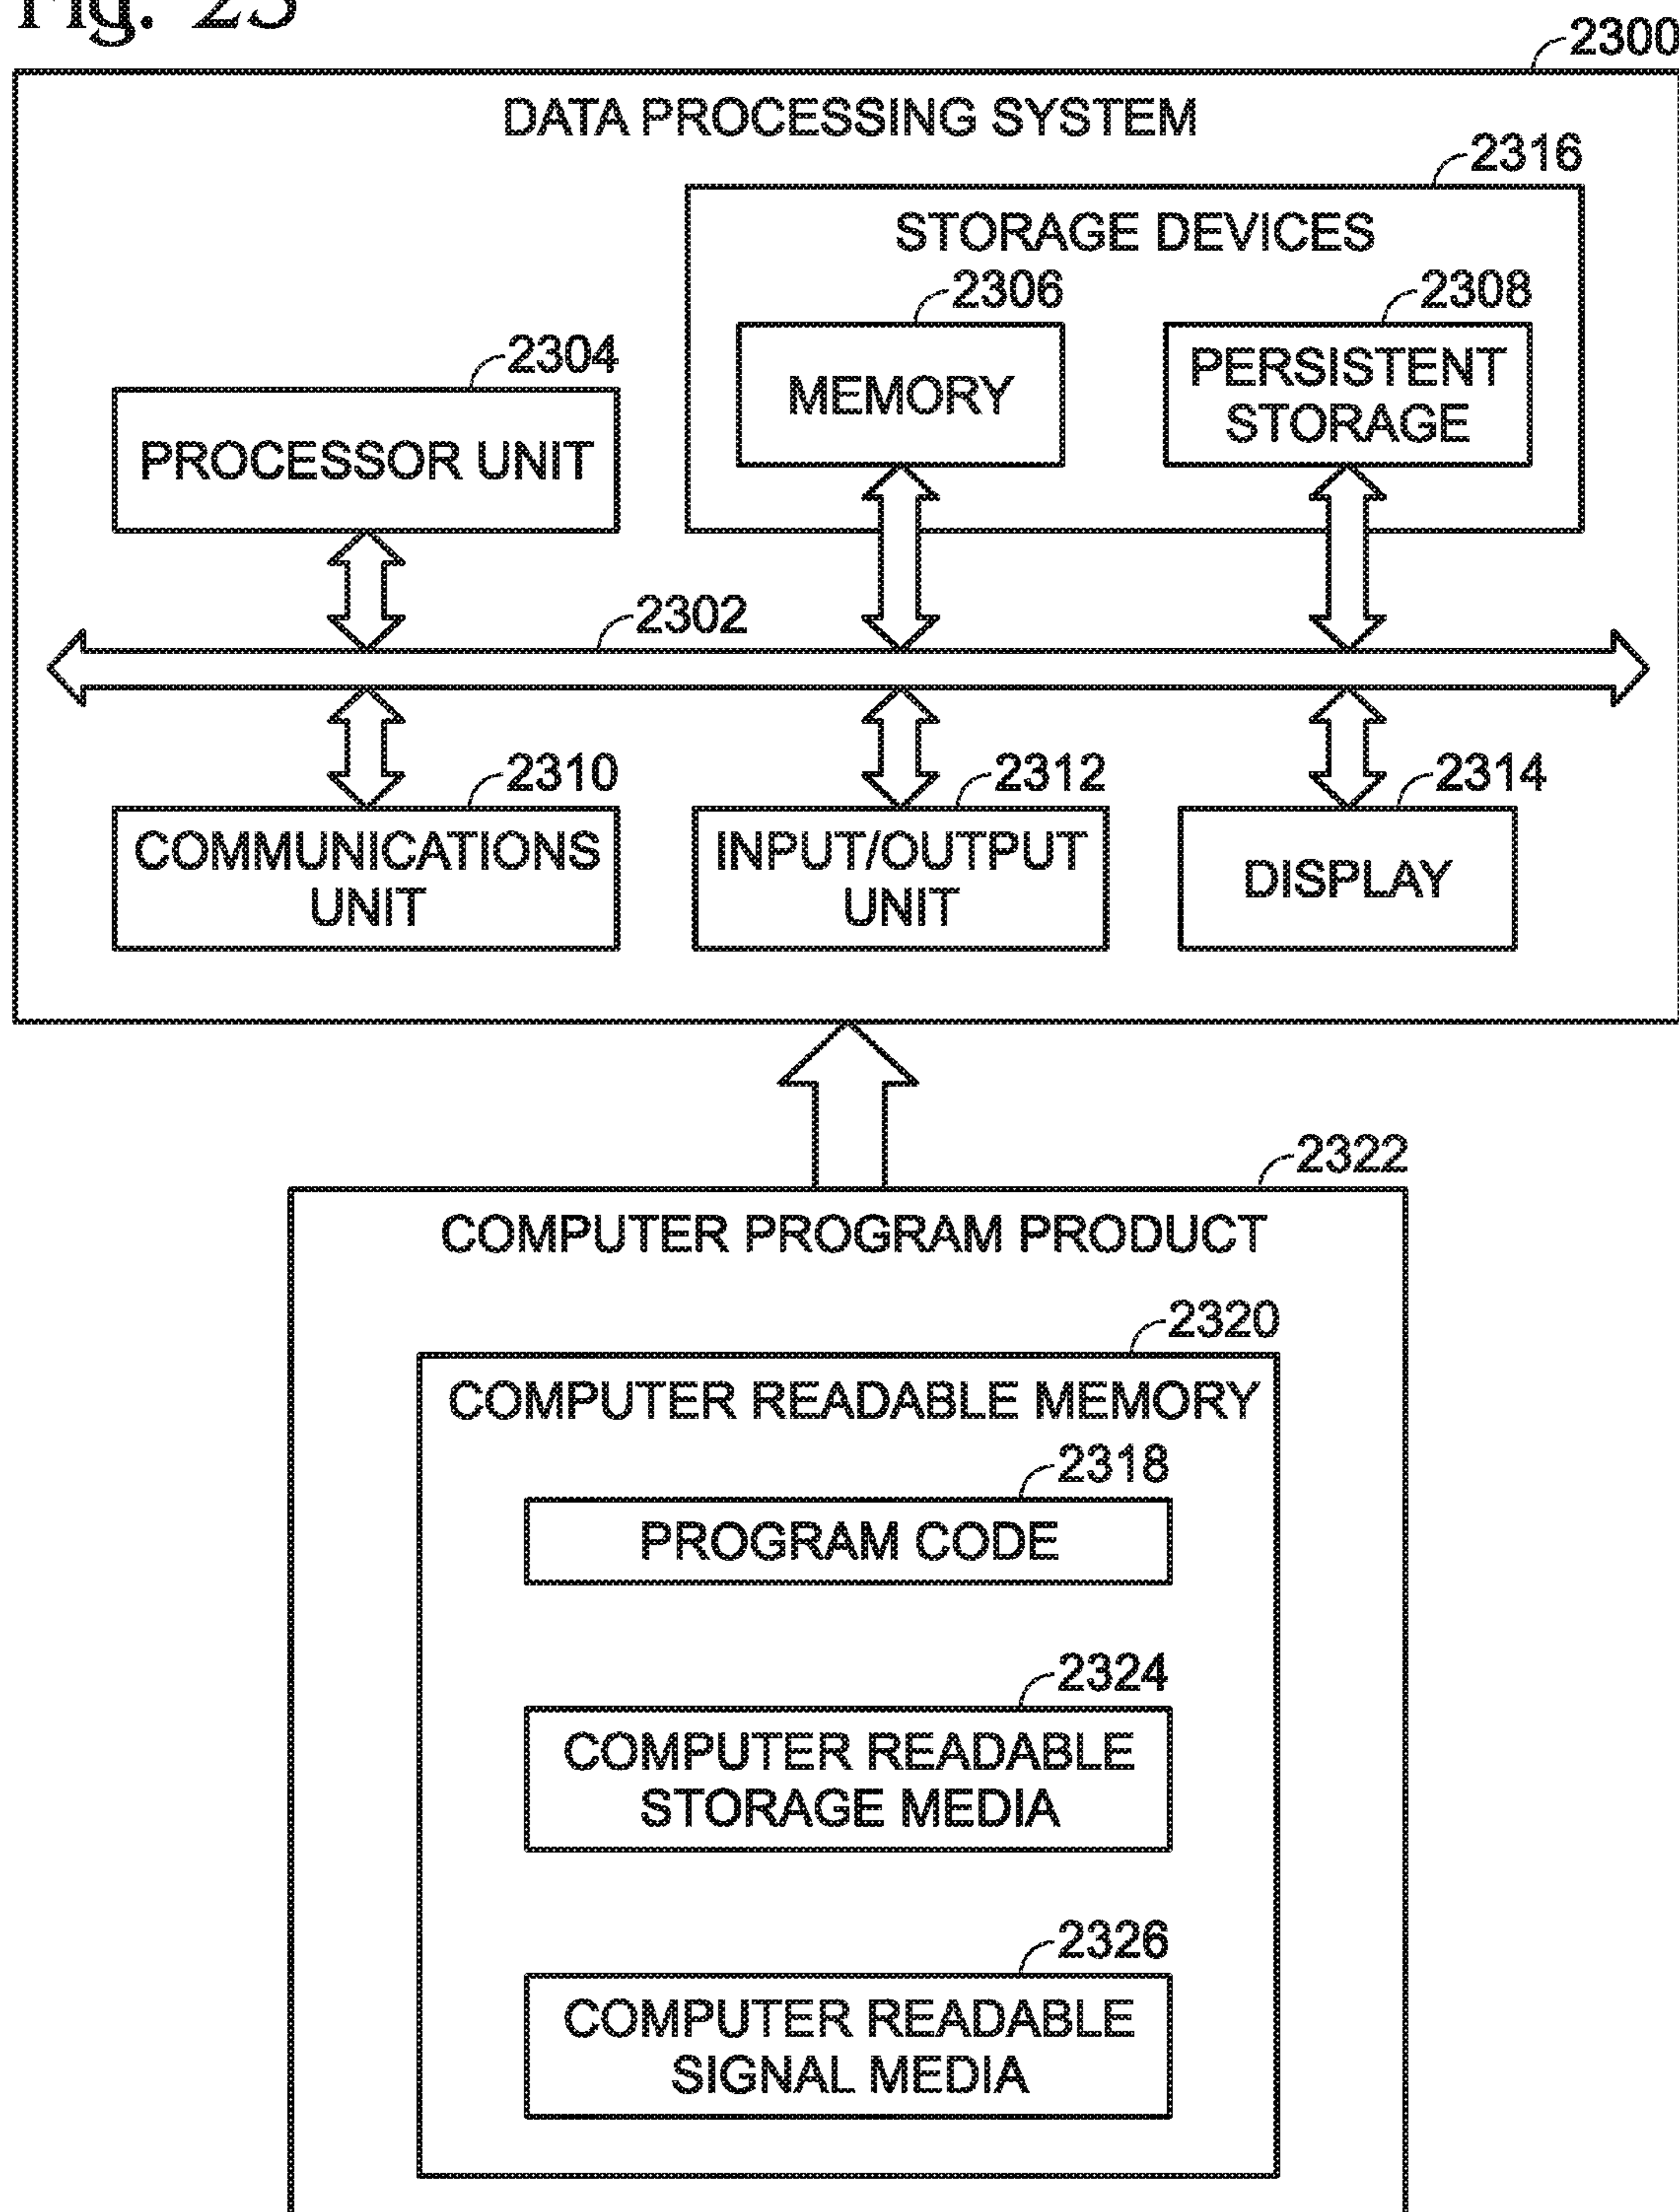 Fig. 23
2300
DATA PROCESSING SYSTEM
2316
STORAGE DEVICES
2306
2308
2304
MEMORY
PERSISTENT
STORAGE
PROCESSOR UNIT
2302
2310
2312
2314
COMMUNICATIONS
UNIT
INPUT/OUTPUT
UNIT
DISPLAY
2322
COMPUTER PROGRAM PRODUCT
2320
COMPUTER READABLE MEMORY
2318
PROGRAM CODE
2324
COMPUTER READABLE
STORAGE MEDIA
2326
COMPUTER READABLE
SIGNAL MEDIA